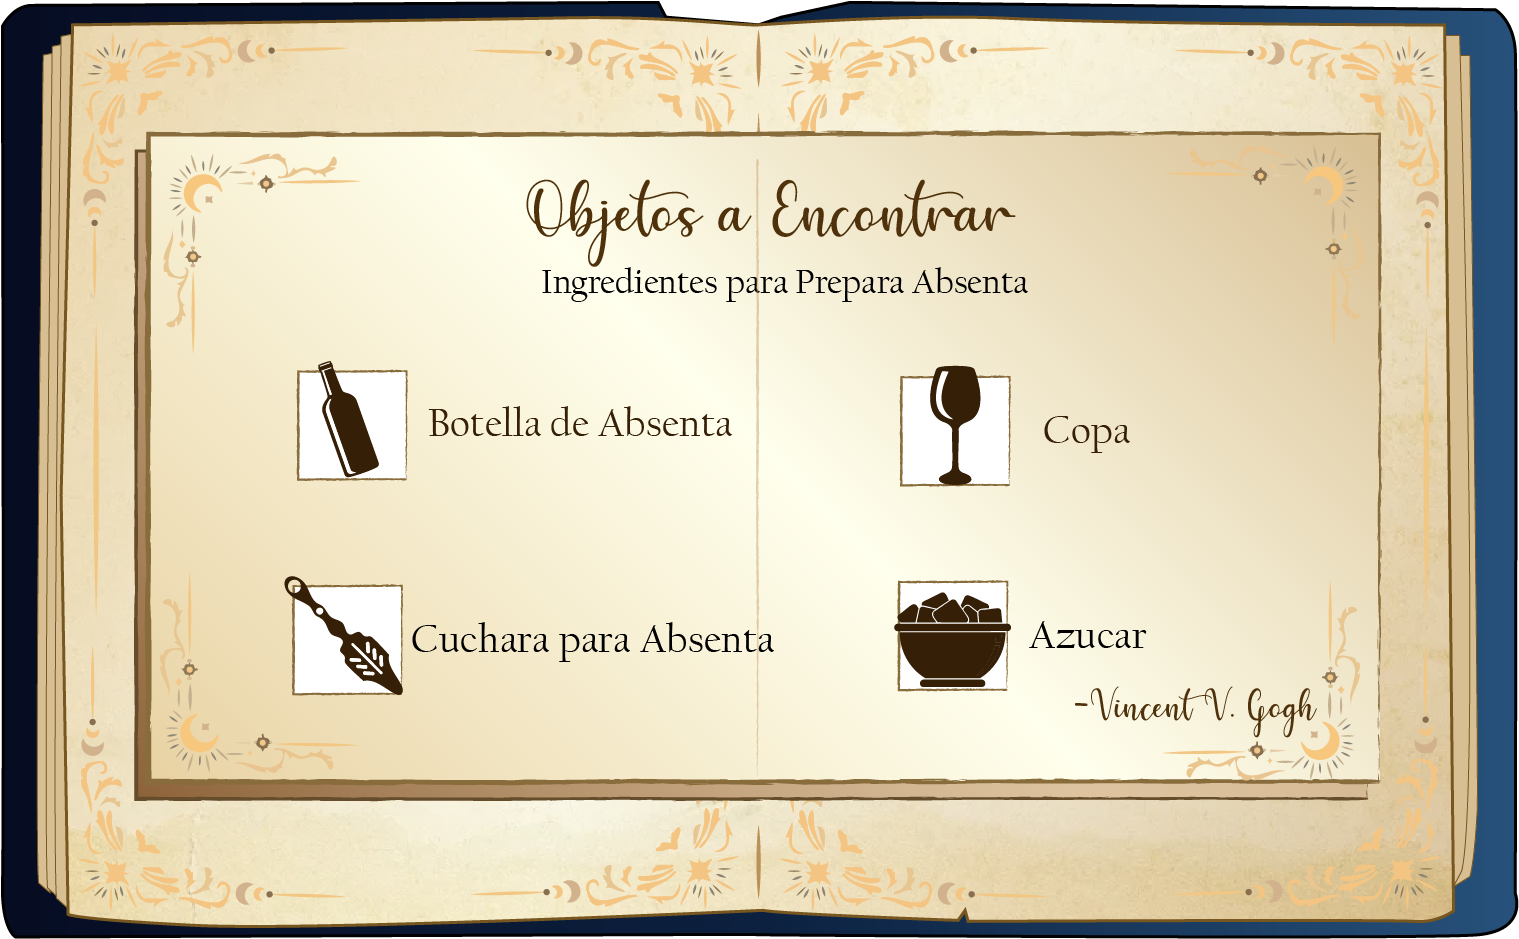 Objetos a Encontrar
Ingredientes para Prepara Absenta
Botella de Absenta
Copa
Cuchara para Absenta
Azucar
-Vincent V. Gogh